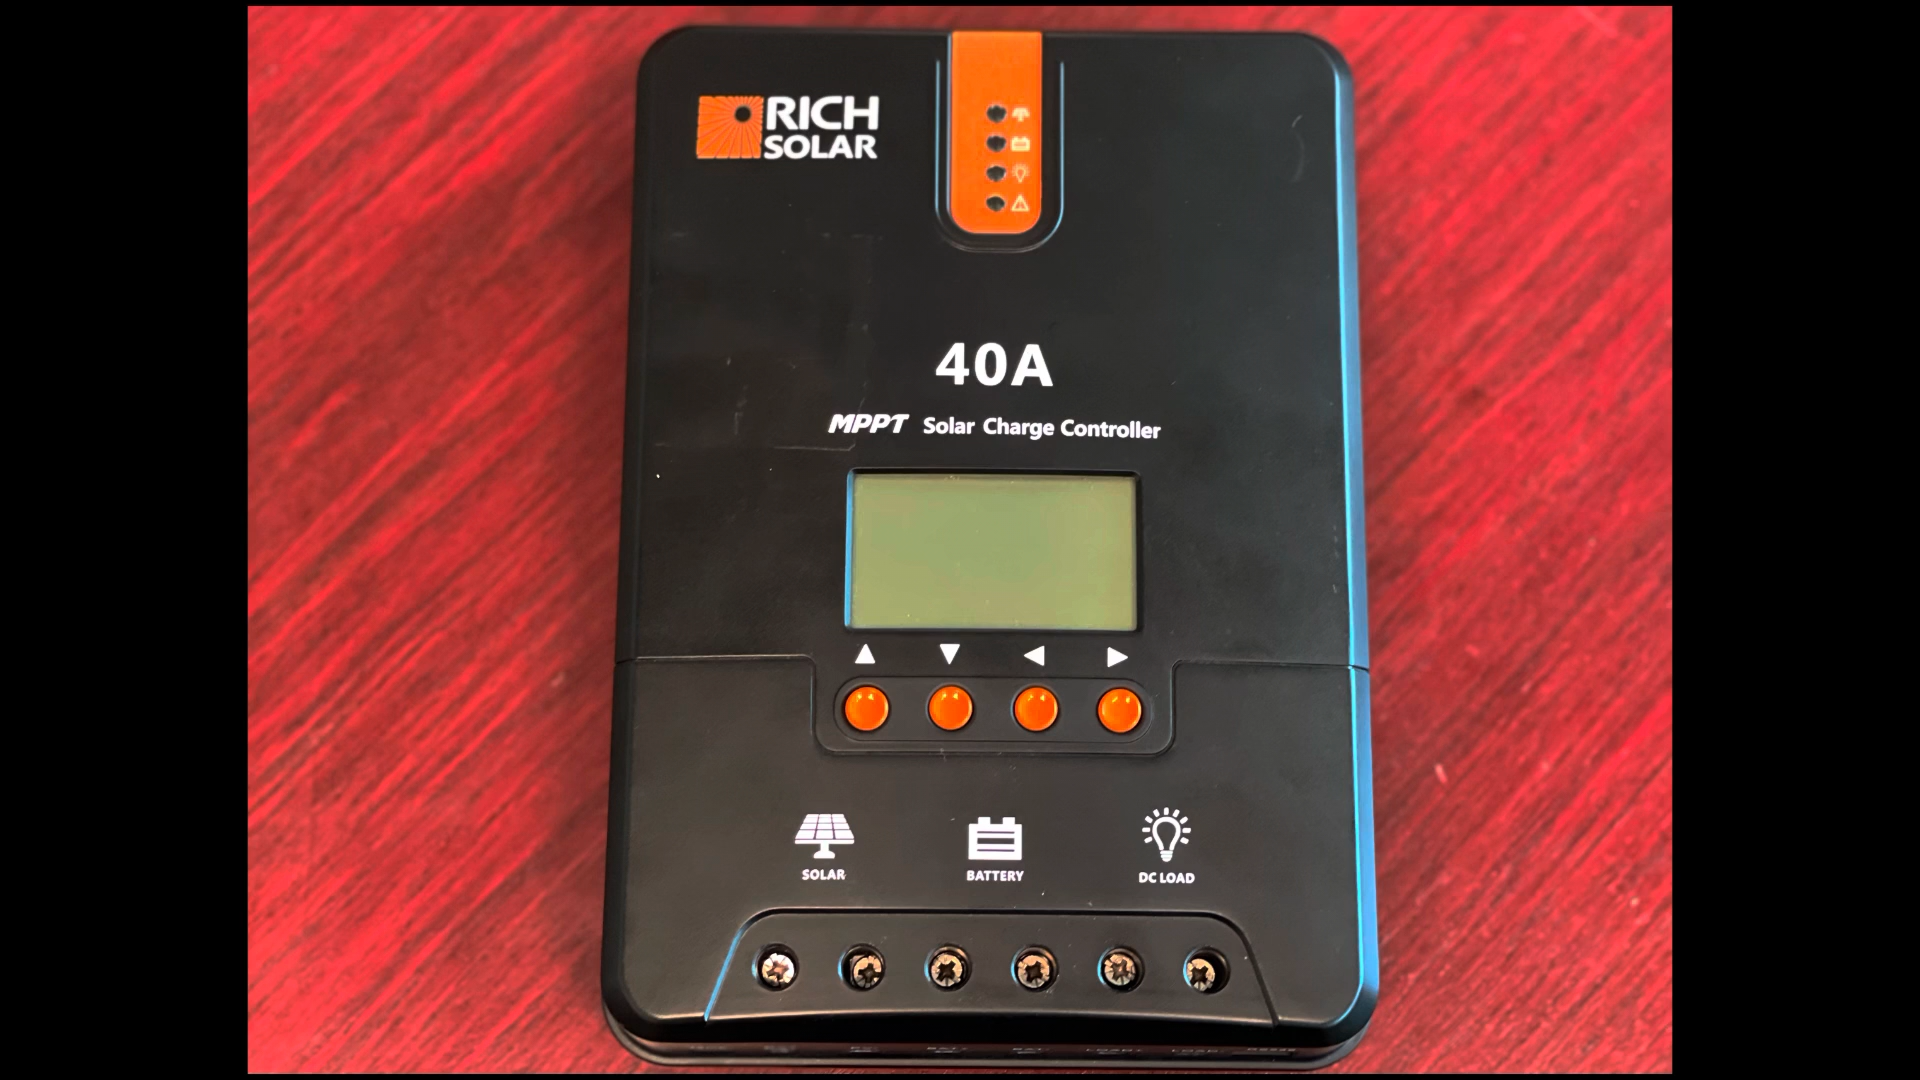 RICH
SOLAR
40A
MPPT Solar Charge Controller
SOLAR
BATTERY
DC LOAD